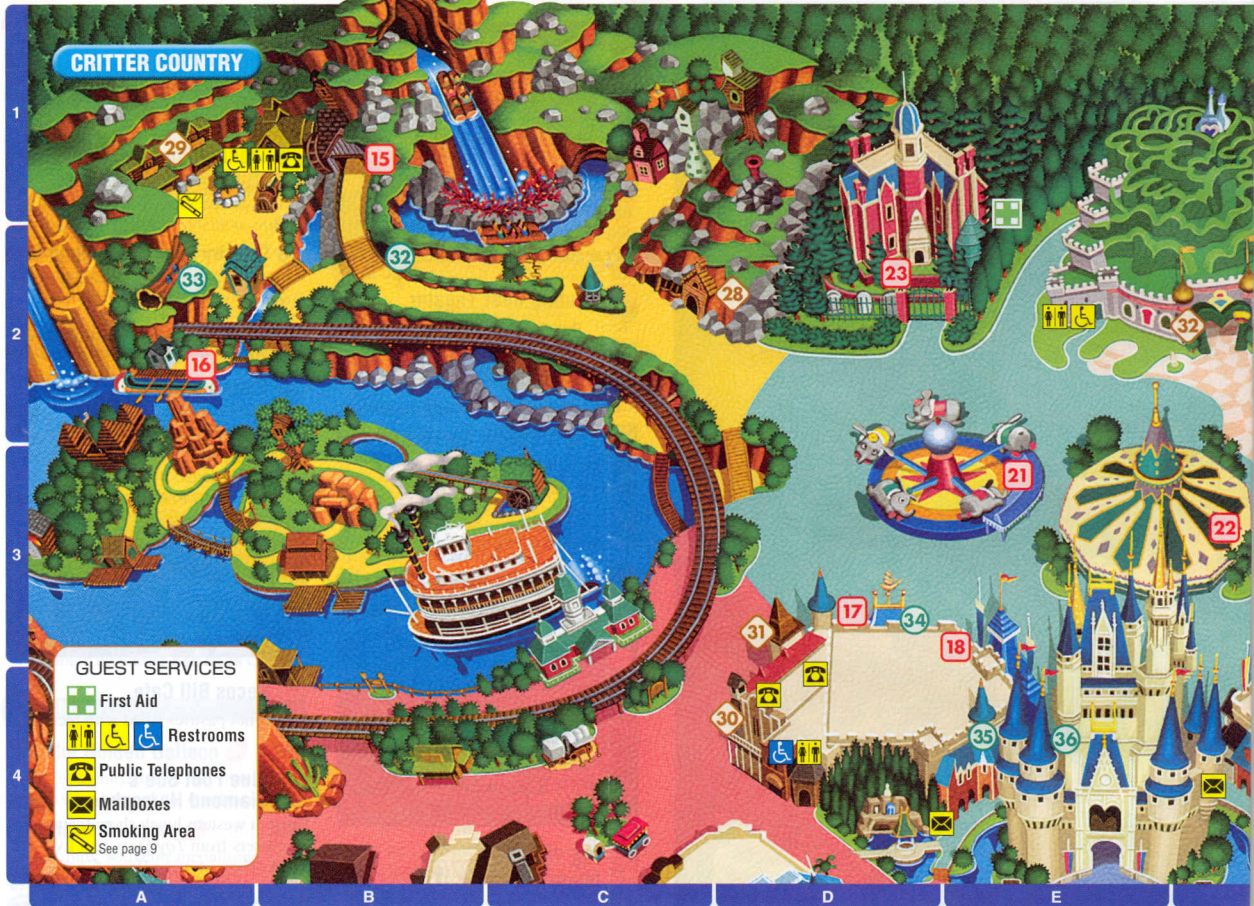 CRITTER COUNTRY
1
29
15
33
32
28
23
2
32
16
21
22
3
17
34
31
18
GUEST SERVICES
First Aid
Restrooms
Public Telephones
Mailboxes
Smoking Area
See page 9
30
35
36
4
A
B
C
D
E